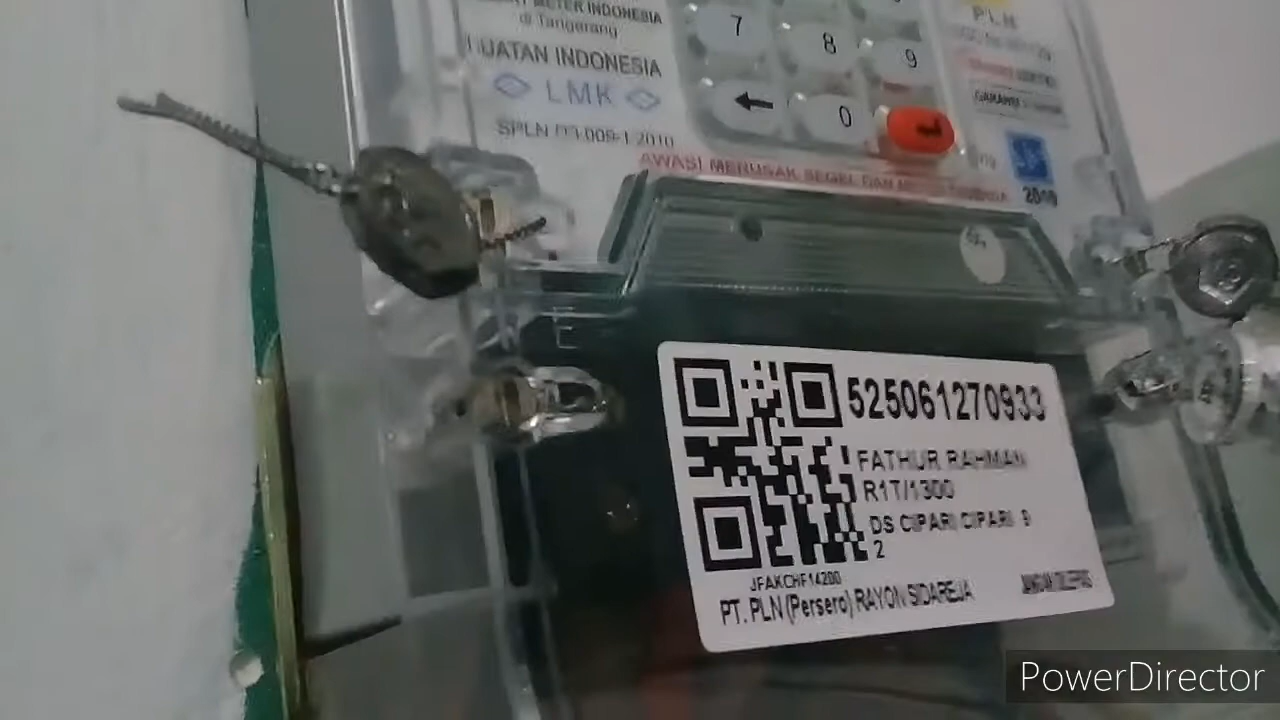 METER INDONESIA
di Tangerang
BUATAN INDONESIA
LMK
SPLN D3.009-1 2010
7
8
9
0
AWASI MERUSAK SEGEL DAN
PLN
2010
E
525061270933
FATHUR RAHMAN
R1T/1300
DS CIPARI CIPARI 9
2
JFAKCHF14200
PT. PLN (Persero) RAYON SIDAREJA
PowerDirector